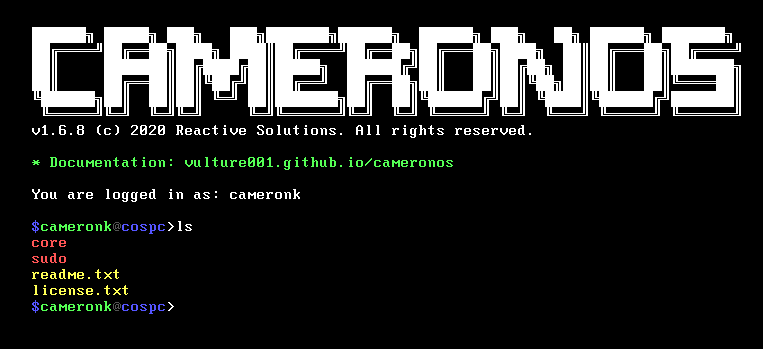 CAMERONOS
v1.6.8 (c) 2020 Reactive Solutions. All rights reserved.
* Documentation: vulture001.github.io/cameronos
You are logged in as: cameronk
$cameronk@cospc>ls
core
sudo
readme.txt
license.txt
$cameronk@cospc>